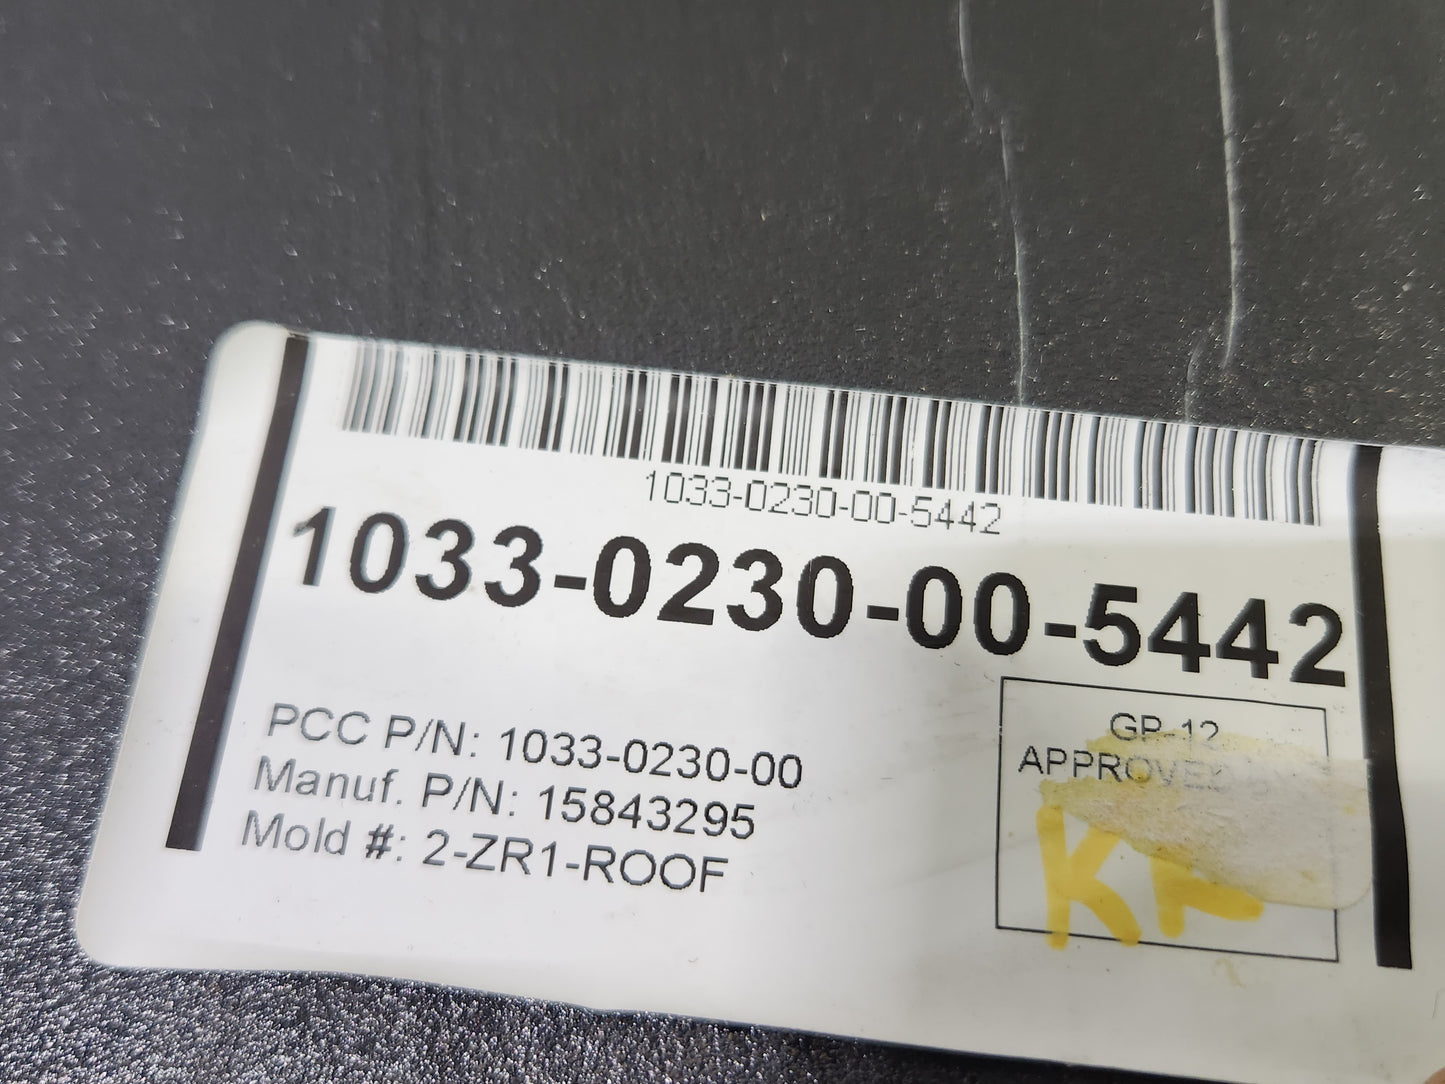 1033-0230-00-5442
1033-0230-00-5442
PCC P/N: 1033-0230-00
Manuf. P/N: 15843295
Mold #: 2-ZR1-ROOF
GP-12
APPROVED